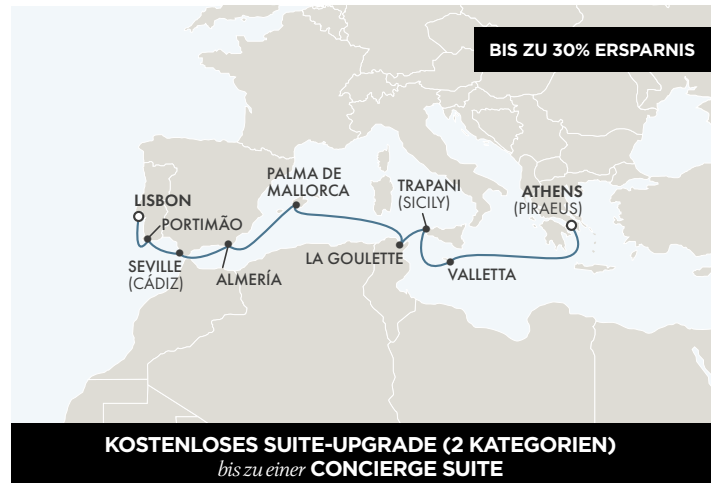 BIS ZU 30% ERSPARNIS
LISBON
PORTIMÃO
SEVILLE
(CÁDIZ)
ALMERÍA
PALMA DE
MALLORCA
LA GOULETTE
TRAPANI
(SICILY)
VALLETTA
ATHENS
(PIRAEUS)
KOSTENLOSES SUITE-UPGRADE (2 KATEGORIEN)
bis zu einer CONCIERGE SUITE